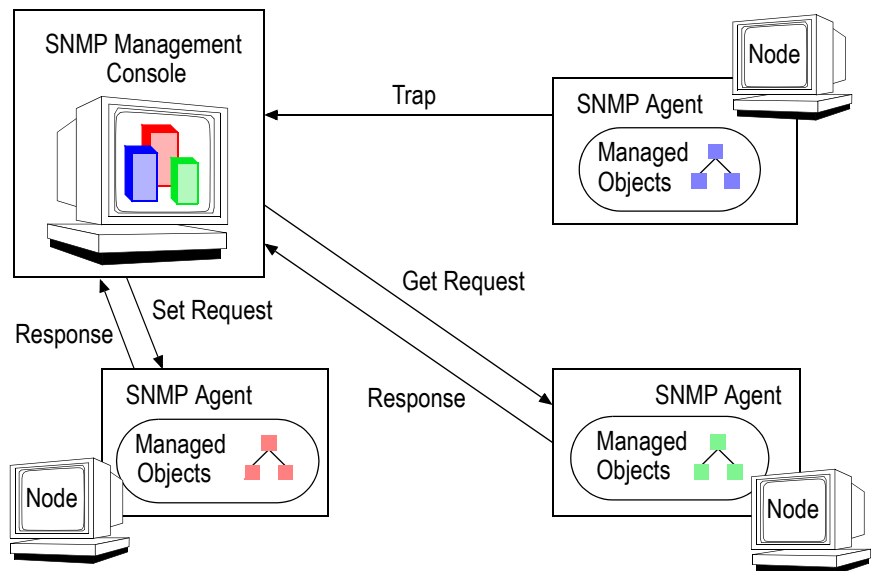 SNMP Management
Console
Trap
Node
SNMP Agent
Managed
Objects
Get Request
Set Request
Response
Response
SNMP Agent
Managed
Objects
Node
SNMP Agent
Managed
Objects
Node